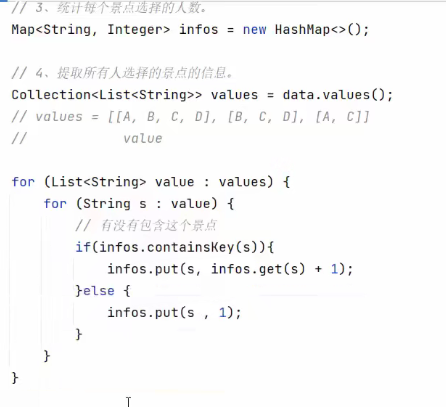 // 3、统计每个景点选择的人数。
Map<String, Integer> infos = new HashMap<>();
// 4、提取所有人选择的景点的信息。
Collection<List<String>> values = data.values();
// values = [[A, B, C, D], [B, C, D], [A, C]]
//            value
for (List<String> value : values) {
    for (String s : value) {
        // 有没有包含这个景点
        if(infos.containsKey(s)){
            infos.put(s, infos.get(s) + 1);
        }else {
            infos.put(s , 1);
        }
    }
}